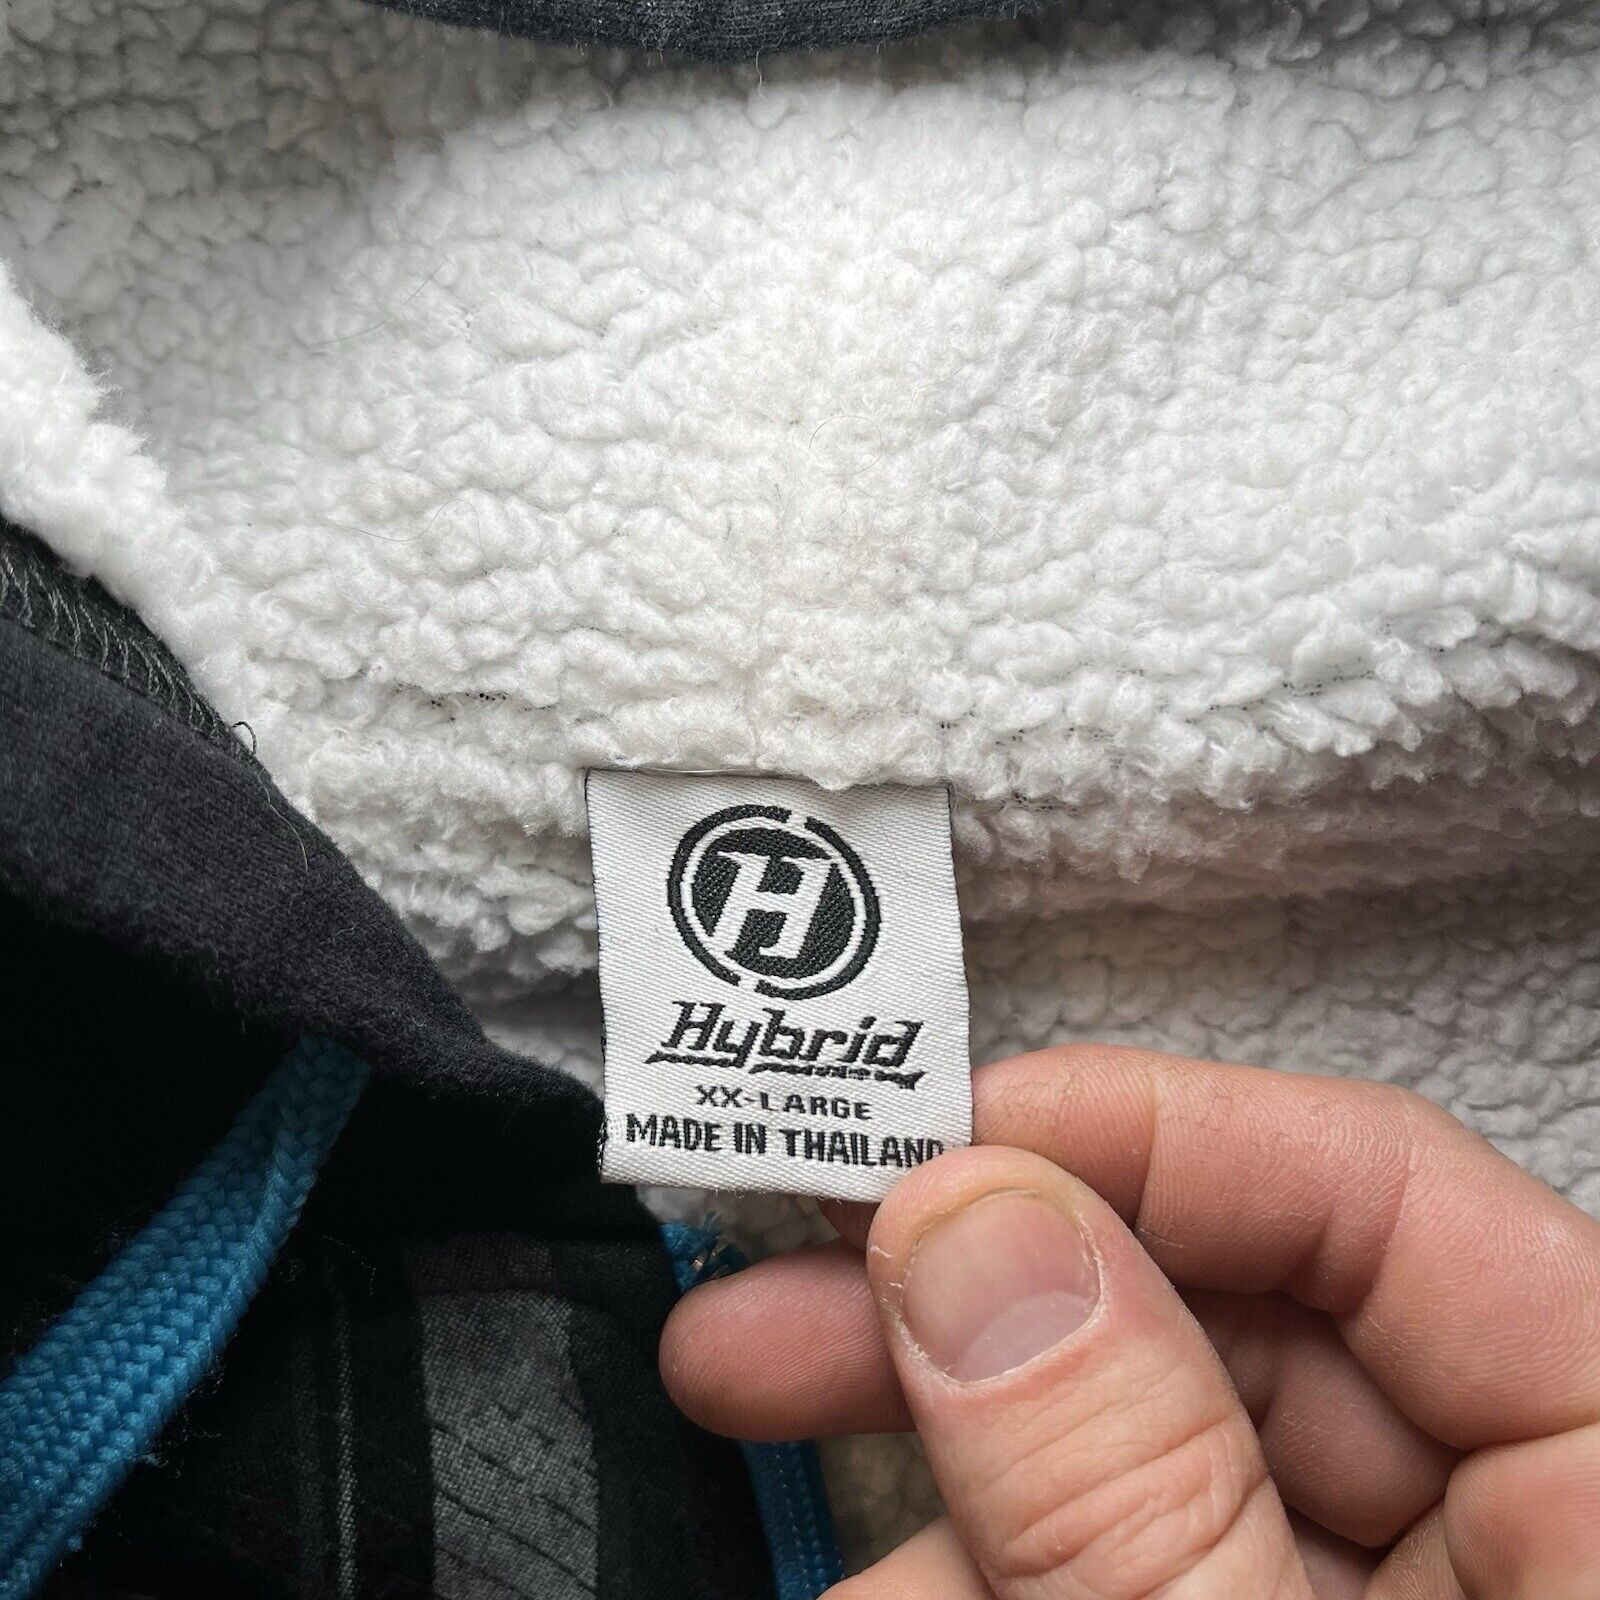 H
Hybrid
XX-LARGE
MADE IN THAILAND